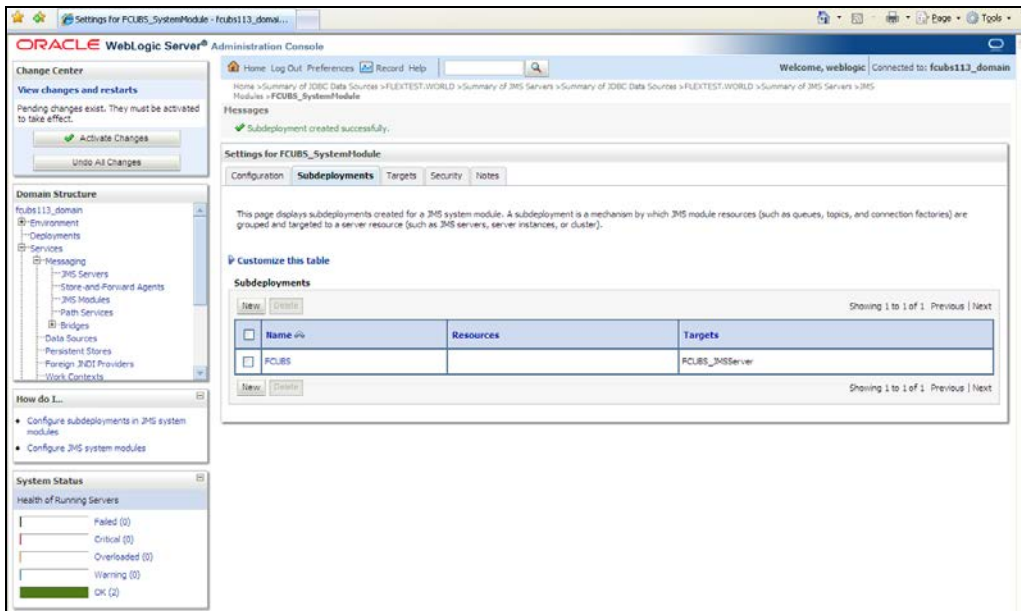 Settings for FCUBS_SystemModule - fcubs113_domai...
Page
Tools
ORACLE WebLogic Server® Administration Console
Change Center
View changes and restarts
Pending changes exist. They must be activated
to take effect.
Activate Changes
Undo All Changes
Domain Structure
fcubs113_domain
Environment
Deployments
Services
Messaging
JMS Servers
Store-and-Forward Agents
JMS Modules
Path Services
Bridges
Data Sources
Persistent Stores
Foreign JNDI Providers
Work Contexts
How do I...
Configure subdeployments in JMS system
modules
Configure JMS system modules
System Status
Health of Running Servers
Failed (0)
Critical (0)
Overloaded (0)
Warning (0)
OK (2)
Home Log Out Preferences Record Help
Welcome, weblogic Connected to: fcubs113_domain
Home >Summary of JDBC Data Sources >FLEXTEST.WORLD >Summary of JMS Servers >Summary of JDBC Data Sources >FLEXTEST.WORLD >Summary of JMS Servers >JMS
Modules >FCUBS_SystemModule
Messages
Subdeployment created successfully.
Settings for FCUBS_SystemModule
Configuration Subdeployments Targets Security Notes
This page displays subdeployments created for a JMS system module. A subdeployment is a mechanism by which JMS module resources (such as queues, topics, and connection factories) are
grouped and targeted to a server resource (such as JMS servers, server instances, or cluster).
Customize this table
Subdeployments
New Delete Showing 1 to 1 of 1 Previous | Next
Name Resources Targets
FCUBS FCUBS_JMSServer
New Delete Showing 1 to 1 of 1 Previous | Next